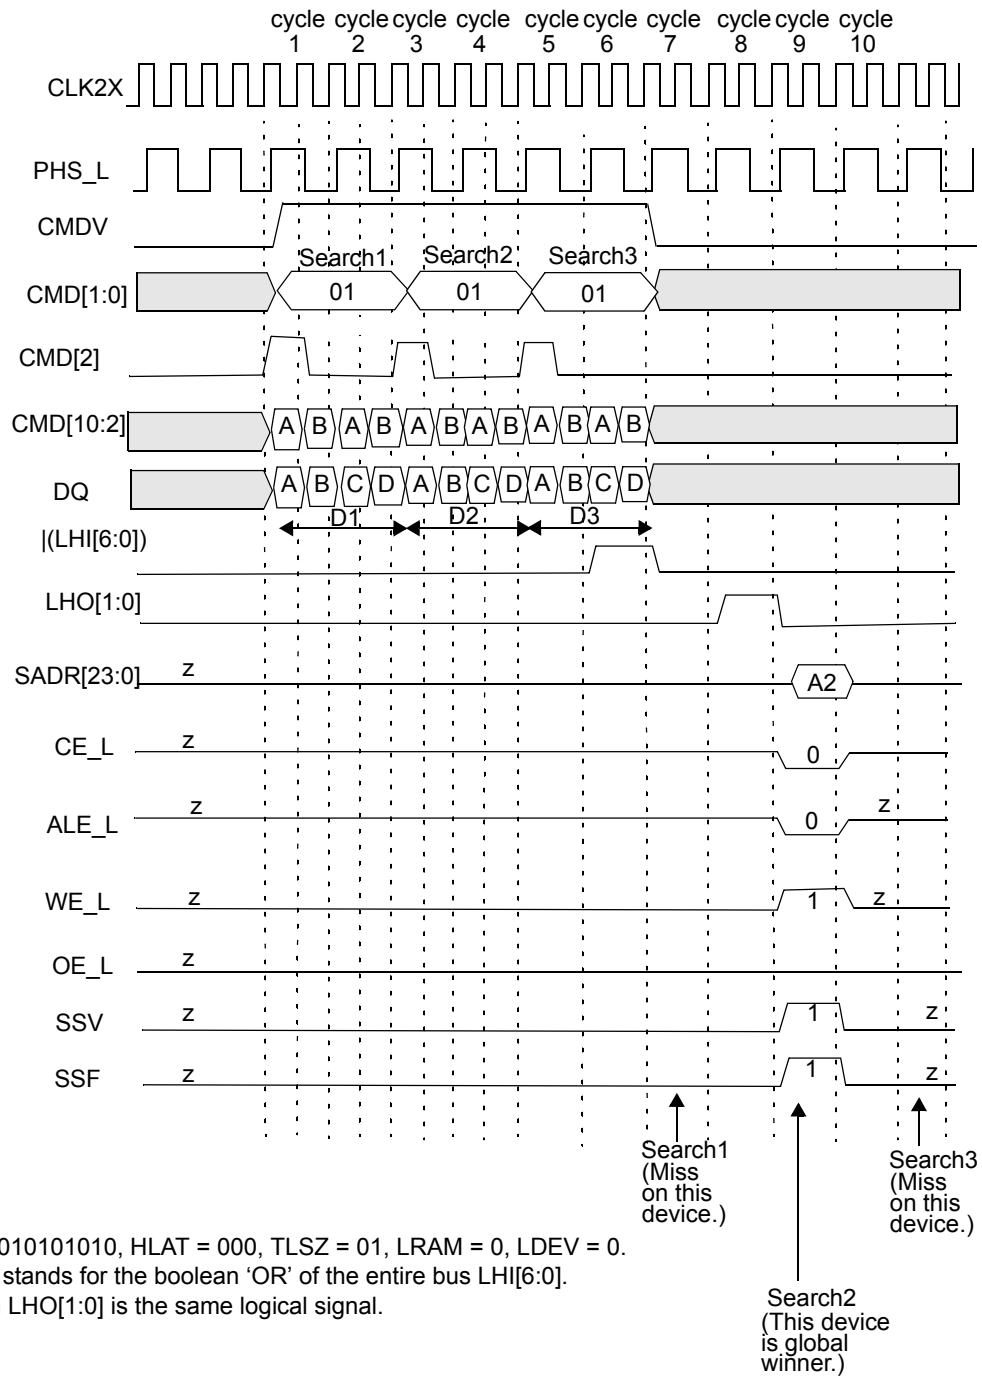 cycle cycle cycle cycle cycle cycle cycle cycle cycle cycle
1 2 3 4 5 6 7 8 9 10
CLK2X
PHS_L
CMDV
Search1 Search2 Search3
CMD[1:0] 01 01 01
CMD[2]
CMD[10:2] A B A B A B A B A B A B
DQ A B C D A B C D A B C D
D1 D2 D3
|(LHI[6:0])
LHO[1:0]
SADR[23:0] z A2
CE_L z 0
ALE_L z 0 z
WE_L z 1 z
OE_L z
SSV z 1 z
SSF z 1 z
Search1
(Miss
on this
device.)
Search3
(Miss
on this
device.)
010101010, HLAT = 000, TLSZ = 01, LRAM = 0, LDEV = 0.
stands for the boolean ‘OR’ of the entire bus LHI[6:0].
LHO[1:0] is the same logical signal.
Search2
(This device
is global
winner.)